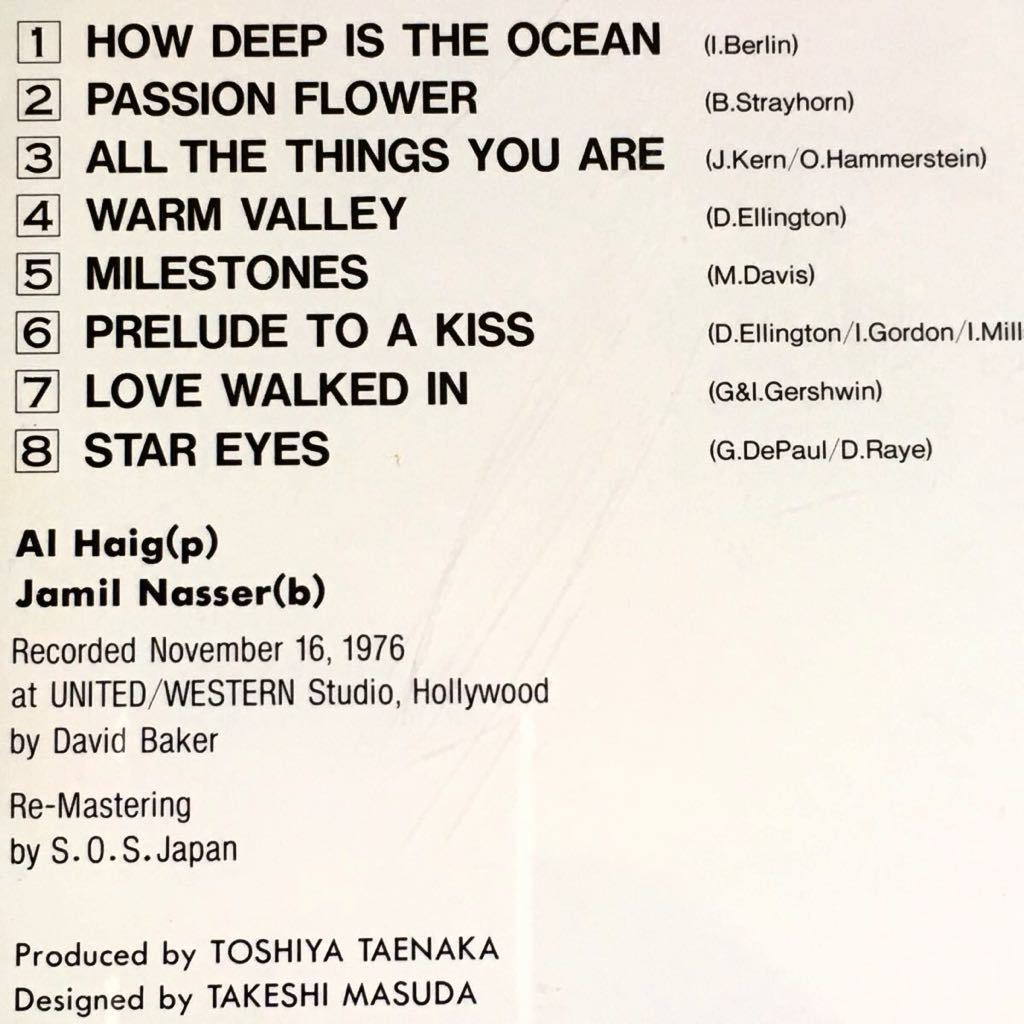 1 HOW DEEP IS THE OCEAN (I.Berlin)
2 PASSION FLOWER (B.Strayhorn)
3 ALL THE THINGS YOU ARE (J.Kern/O.Hammerstein)
4 WARM VALLEY (D.Ellington)
5 MILESTONES (M.Davis)
6 PRELUDE TO A KISS (D.Ellington/I.Gordon/I.Mill
7 LOVE WALKED IN (G&I.Gershwin)
8 STAR EYES (G.DePaul/D.Raye)
Al Haig(p)
Jamil Nasser(b)
Recorded November 16, 1976
at UNITED/WESTERN Studio, Hollywood
by David Baker
Re-Mastering
by S.O.S.Japan
Produced by TOSHIYA TAENAKA
Designed by TAKESHI MASUDA